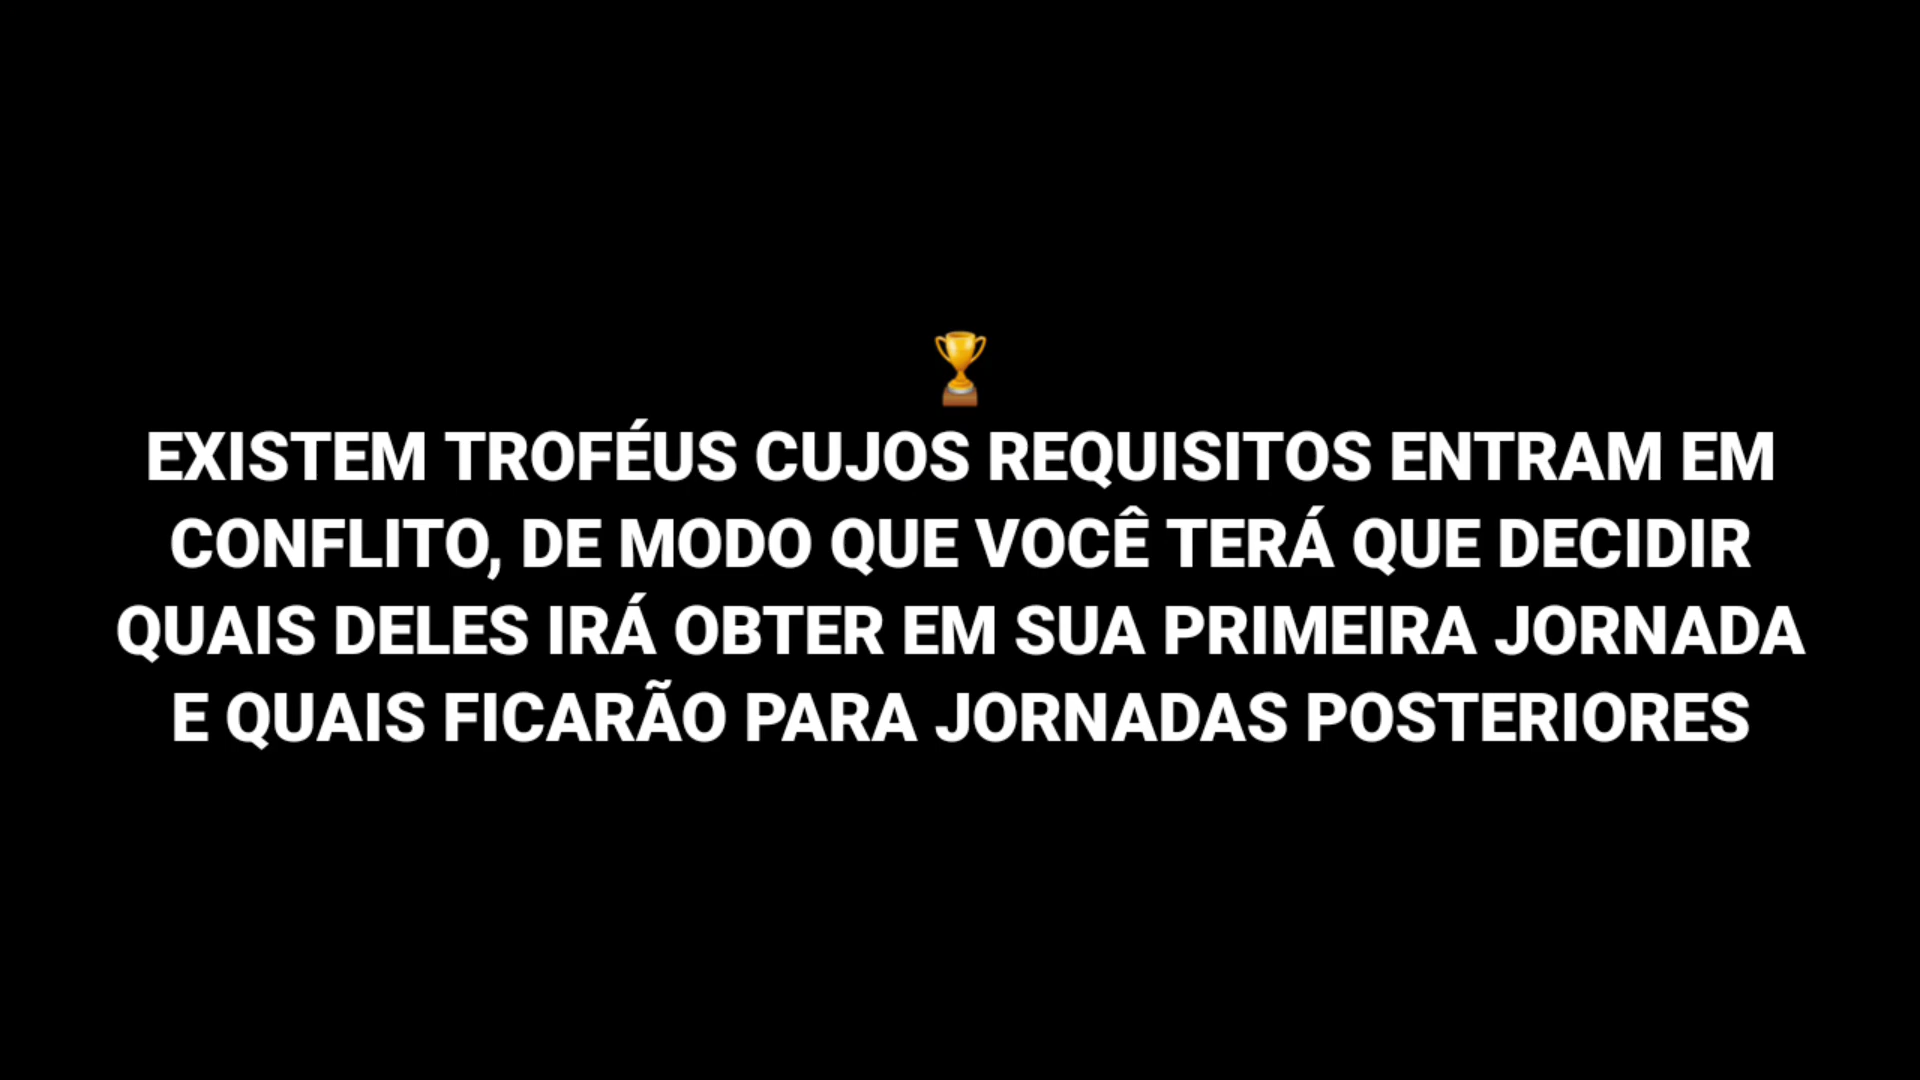 EXISTEM TROFÉUS CUJOS REQUISITOS ENTRAM EM
CONFLITO, DE MODO QUE VOCÊ TERÁ QUE DECIDIR
QUAIS DELES IRÁ OBTER EM SUA PRIMEIRA JORNADA
E QUAIS FICARÃO PARA JORNADAS POSTERIORES